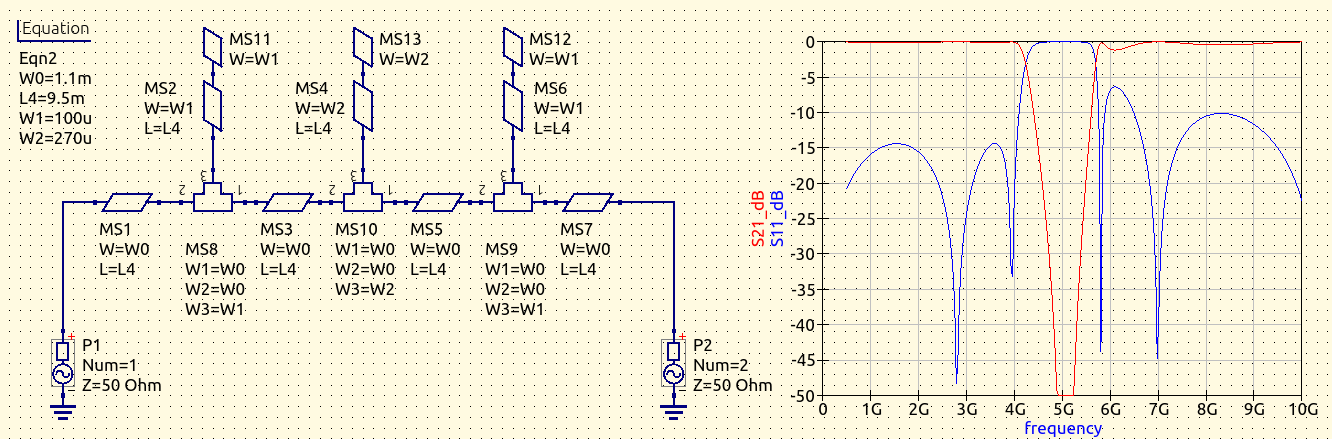 Equation
Eqn2
W0=1.1m
L4=9.5m
W1=100u
W2=270u
MS11
W=W1
MS13
W=W2
MS12
W=W1
MS2
W=W1
L=L4
MS4
W=W2
L=L4
MS6
W=W1
L=L4
3
3
3
2
1
2
1
2
1
MS1
W=W0
L=L4
MS8
W1=W0
W2=W0
W3=W1
MS3
W=W0
L=L4
MS10
W1=W0
W2=W0
W3=W2
MS5
W=W0
L=L4
MS9
W1=W0
W2=W0
W3=W1
MS7
W=W0
L=L4
P1
Num=1
Z=50 Ohm
P2
Num=2
Z=50 Ohm
S21_dB
S11_dB
0
-5
-10
-15
-20
-25
-30
-35
-40
-45
-50
0 1G 2G 3G 4G 5G 6G 7G 8G 9G 10G
frequency